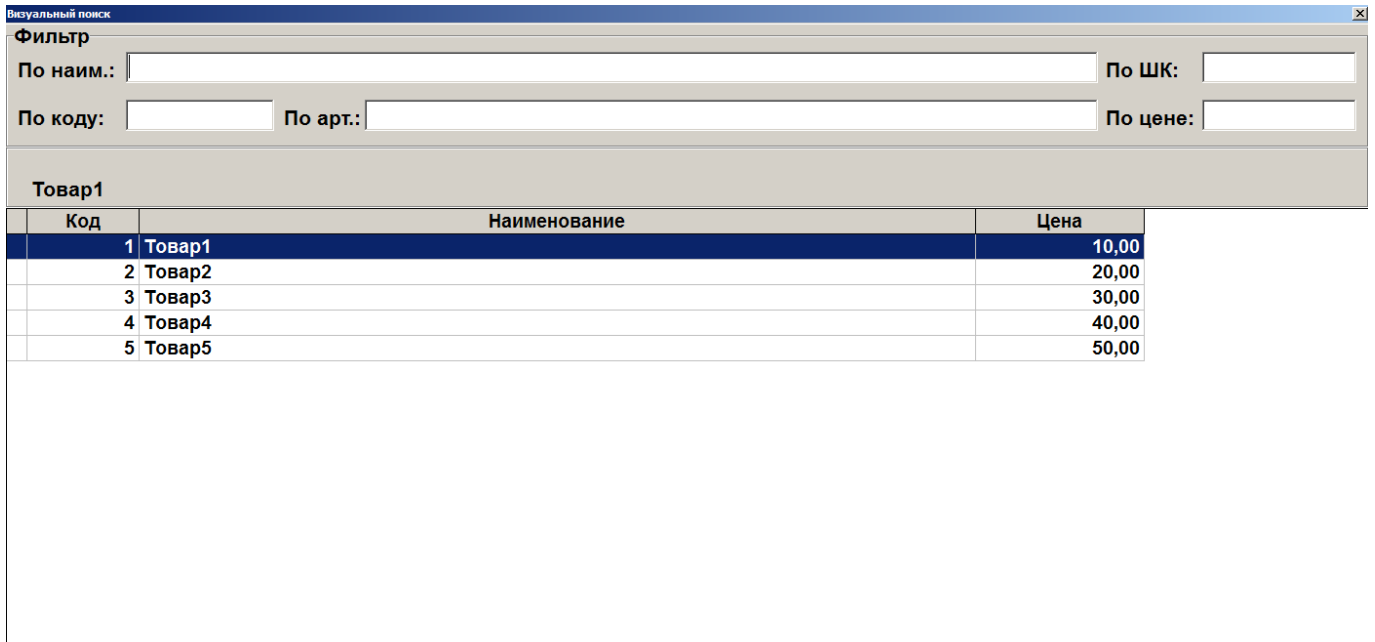 Визуальный поиск
Фильтр
По наим.: По ШК:
По коду: По арт.: По цене:
Товар1
Код Наименование Цена
1 Товар1 10,00
2 Товар2 20,00
3 Товар3 30,00
4 Товар4 40,00
5 Товар5 50,00